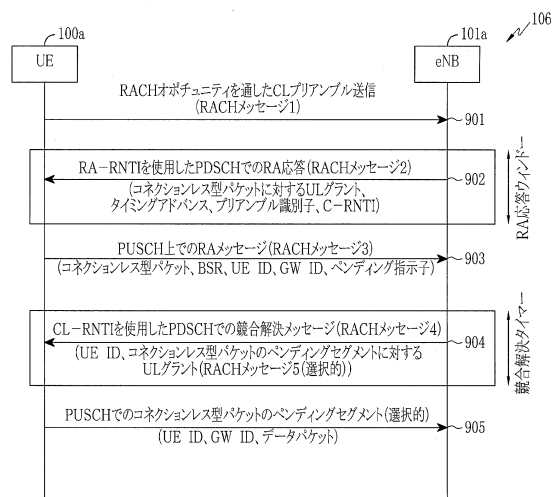 106
100a
101a
UE
eNB
RACHオポチュニティを通したCLプリアンブル送信
(RACHメッセージ1)
901
RA-RNTIを使用したPDSCHでのRA応答(RACHメッセージ2)
902
(コネクションレス型パケットに対するULグラント、
タイミングアドバンス、プリアンブル識別子、C-RNTI)
RA応答ウィンドー
PUSCH上でのRAメッセージ(RACHメッセージ3)
903
(コネクションレス型パケット、BSR、UE ID、GW ID、ペンディング指示子)
CL-RNTIを使用したPDSCHでの競合解決メッセージ(RACHメッセージ4)
904
(UE ID、コネクションレス型パケットのペンディングセグメントに対する
ULグラント(RACHメッセージ5(選択的))
競合解決タイマー
PUSCHでのコネクションレス型パケットのペンディングセグメント(選択的)
905
(UE ID、GW ID、データパケット)